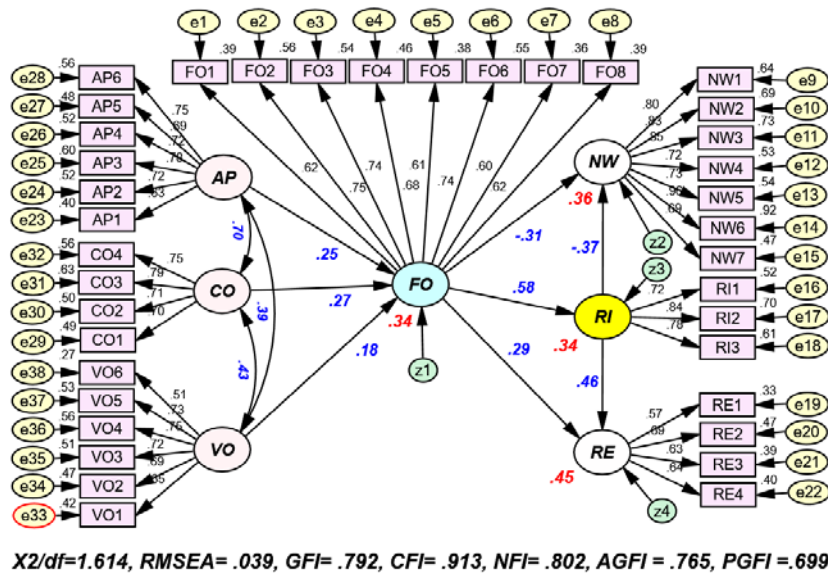 e1 e2 e3 e4 e5 e6 e7 e8
.39 .56 .54 .46 .38 .55 .36 .39
FO1 FO2 FO3 FO4 FO5 FO6 FO7 FO8
.62 .75 .74 .68 .61 .74 .60 .62
e28 .56 AP6 .75
e27 .48 AP5 .69
e26 .52 AP4 .72
e25 .60 AP3 .78
e24 .52 AP2 .72
e23 .40 AP1 .63
AP
e32 .56 CO4 .75
e31 .63 CO3 .79
e30 .50 CO2 .71
e29 .49 CO1 .70
CO
e38 .27 VO6 .51
e37 .53 VO5 .73
e36 .56 VO4 .75
e35 .51 VO3 .72
e34 .47 VO2 .69
e33 .42 VO1
VO
.70
.39
.43
.25
.27
.18
FO
.34
z1
-.31
.58
.29
NW
.36
z2
-.37
z3
RI
.34
.46
RE
.45
z4
.80 NW1 .64 e9
.83 NW2 .69 e10
.85 NW3 .73 e11
.72 NW4 .53 e12
.73 NW5 .54 e13
.96 NW6 .92 e14
.69 NW7 .47 e15
.72 RI1 .52 e16
.84 RI2 .70 e17
.78 RI3 .61 e18
.57 RE1 .33 e19
.69 RE2 .47 e20
.63 RE3 .39 e21
.64 RE4 .40 e22
X2/df=1.614, RMSEA= .039, GFI= .792, CFI= .913, NFI= .802, AGFI = .765, PGFI =.699